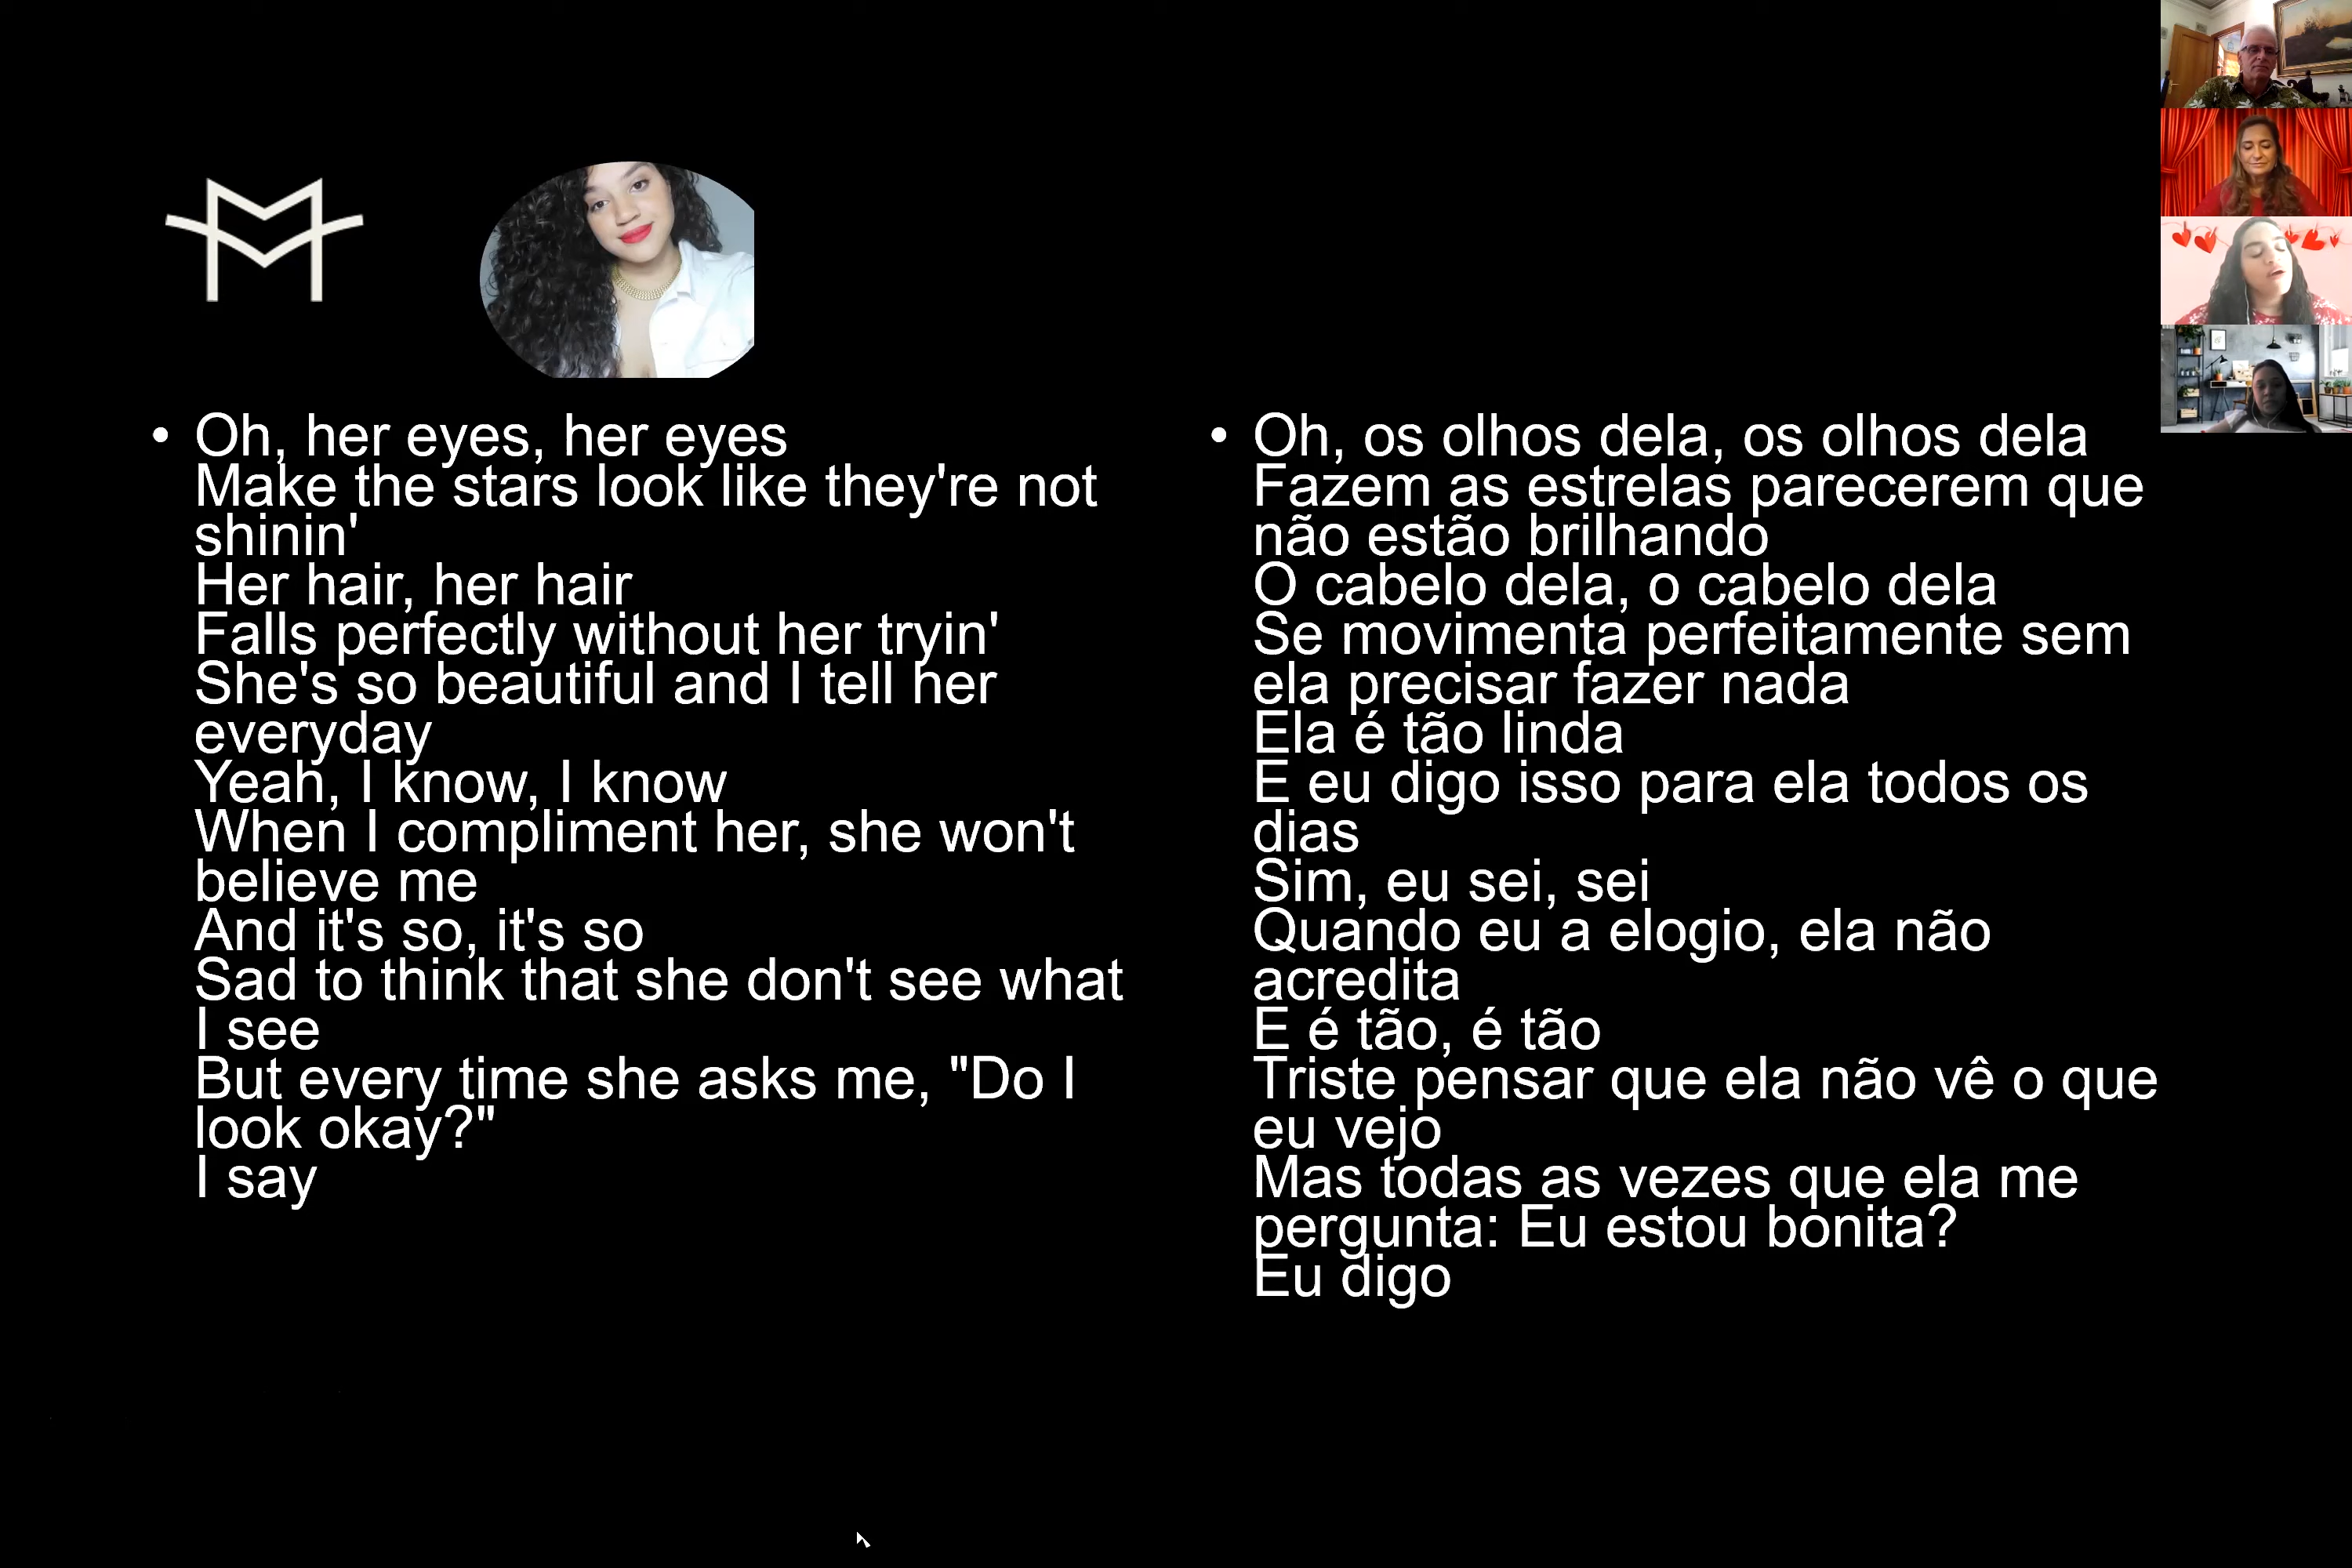 Oh, her eyes, her eyes
Make the stars look like they're not
shinin'
Her hair, her hair
Falls perfectly without her tryin'
She's so beautiful and I tell her
everyday
Yeah, I know, I know
When I compliment her, she won't
believe me
And it's so, it's so
Sad to think that she don't see what
I see
But every time she asks me, "Do I
look okay?"
I say
Oh, os olhos dela, os olhos dela
Fazem as estrelas parecerem que
não estão brilhando
O cabelo dela, o cabelo dela
Se movimenta perfeitamente sem
ela precisar fazer nada
Ela é tão linda
E eu digo isso para ela todos os
dias
Sim, eu sei, sei
Quando eu a elogio, ela não
acredita
E é tão, é tão
Triste pensar que ela não vê o que
eu vejo
Mas todas as vezes que ela me
pergunta: Eu estou bonita?
Eu digo